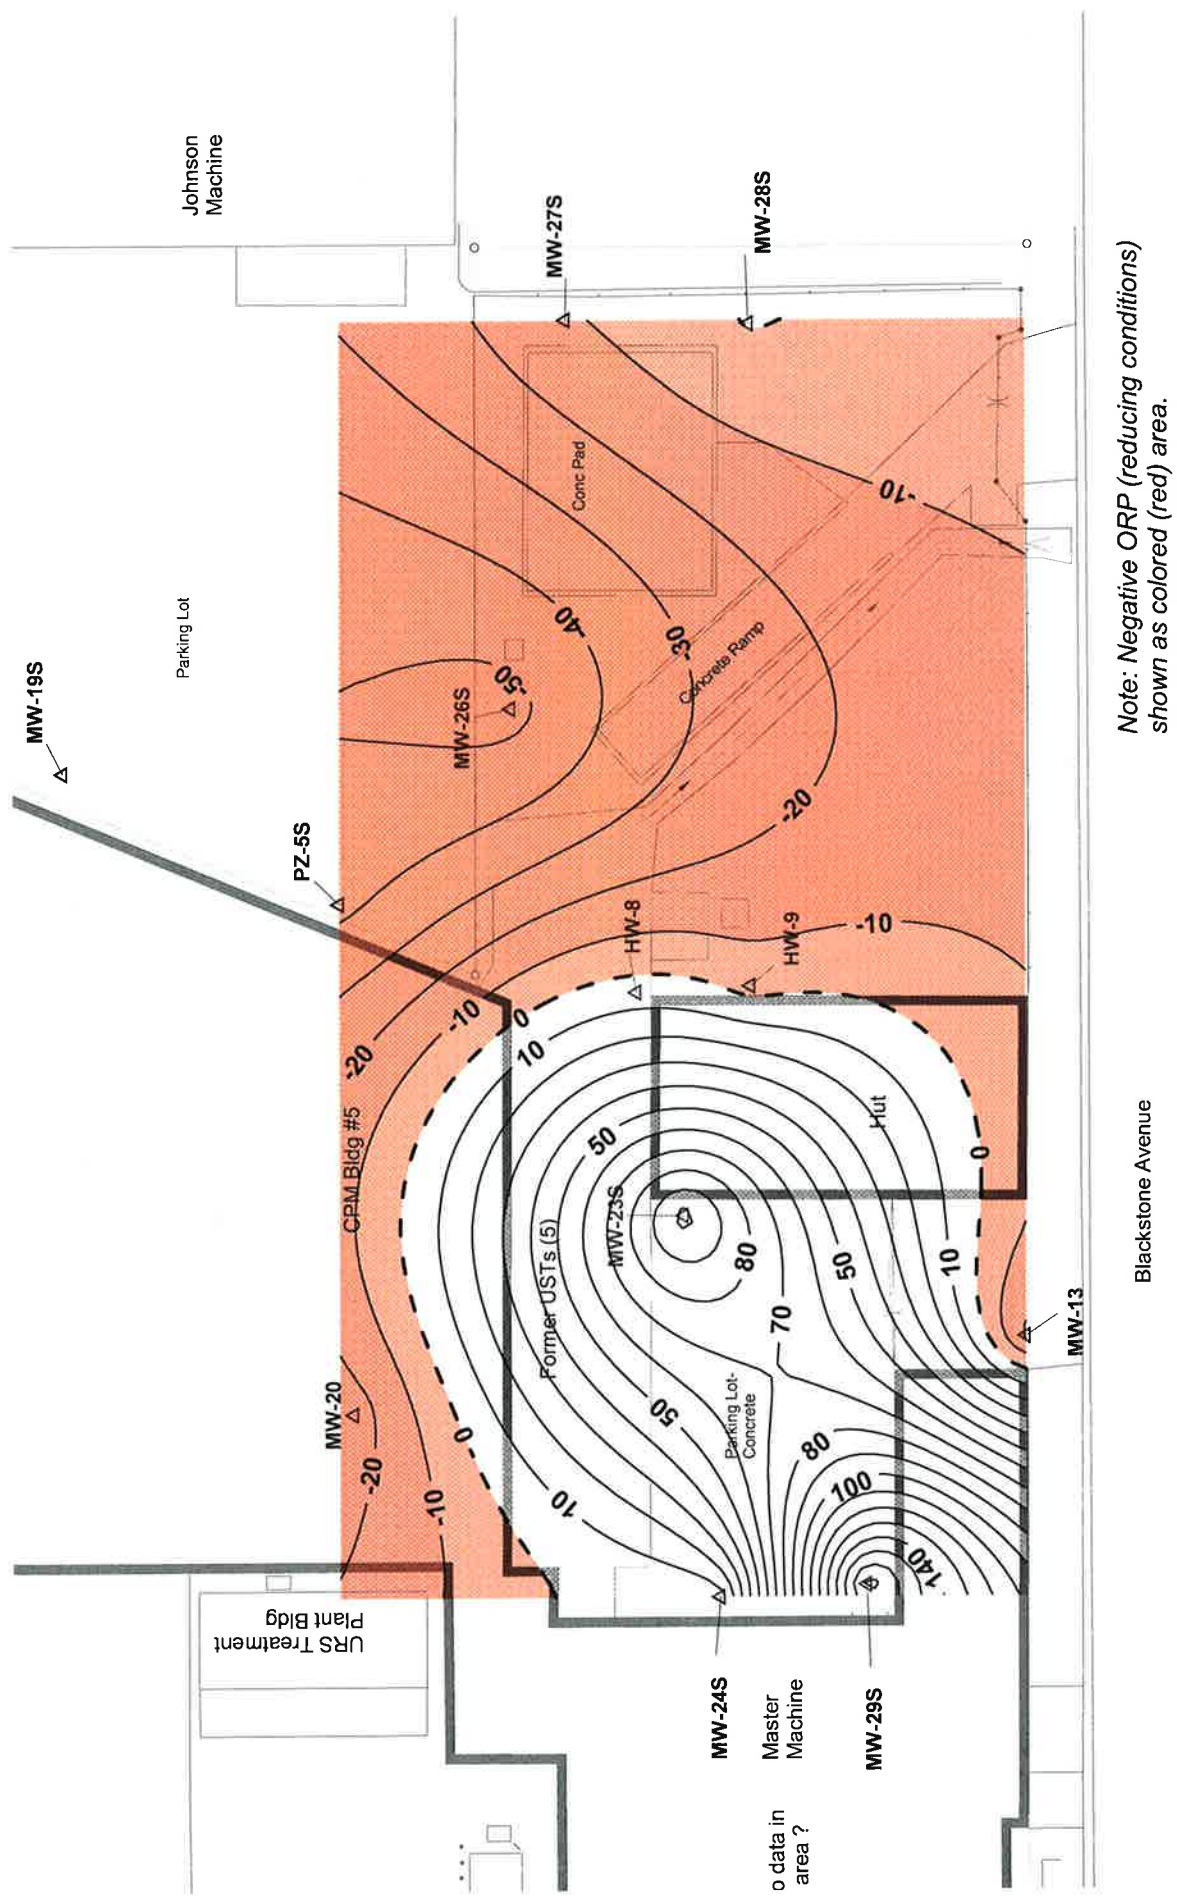 Johnson
Machine
MW-27S
MW-28S
MW-19S
Parking Lot
Conc Pad
-10
-40
-30
Concrete Ramp
-50
MW-26S
-20
PZ-5S
HW-8
HW-9
-10
-10
0
-20
10
CPM Bldg #5
50
Hut
0
MW-23S
Former USTs (5)
80
50
10
70
MW-13
MW-20
50
Parking Lot-
Concrete
80
0
-20
-10
10
100
140
URS Treatment
Plant Bldg
MW-24S
Master
Machine
MW-29S
o data in
area ?
Blackstone Avenue
Note: Negative ORP (reducing conditions)
shown as colored (red) area.